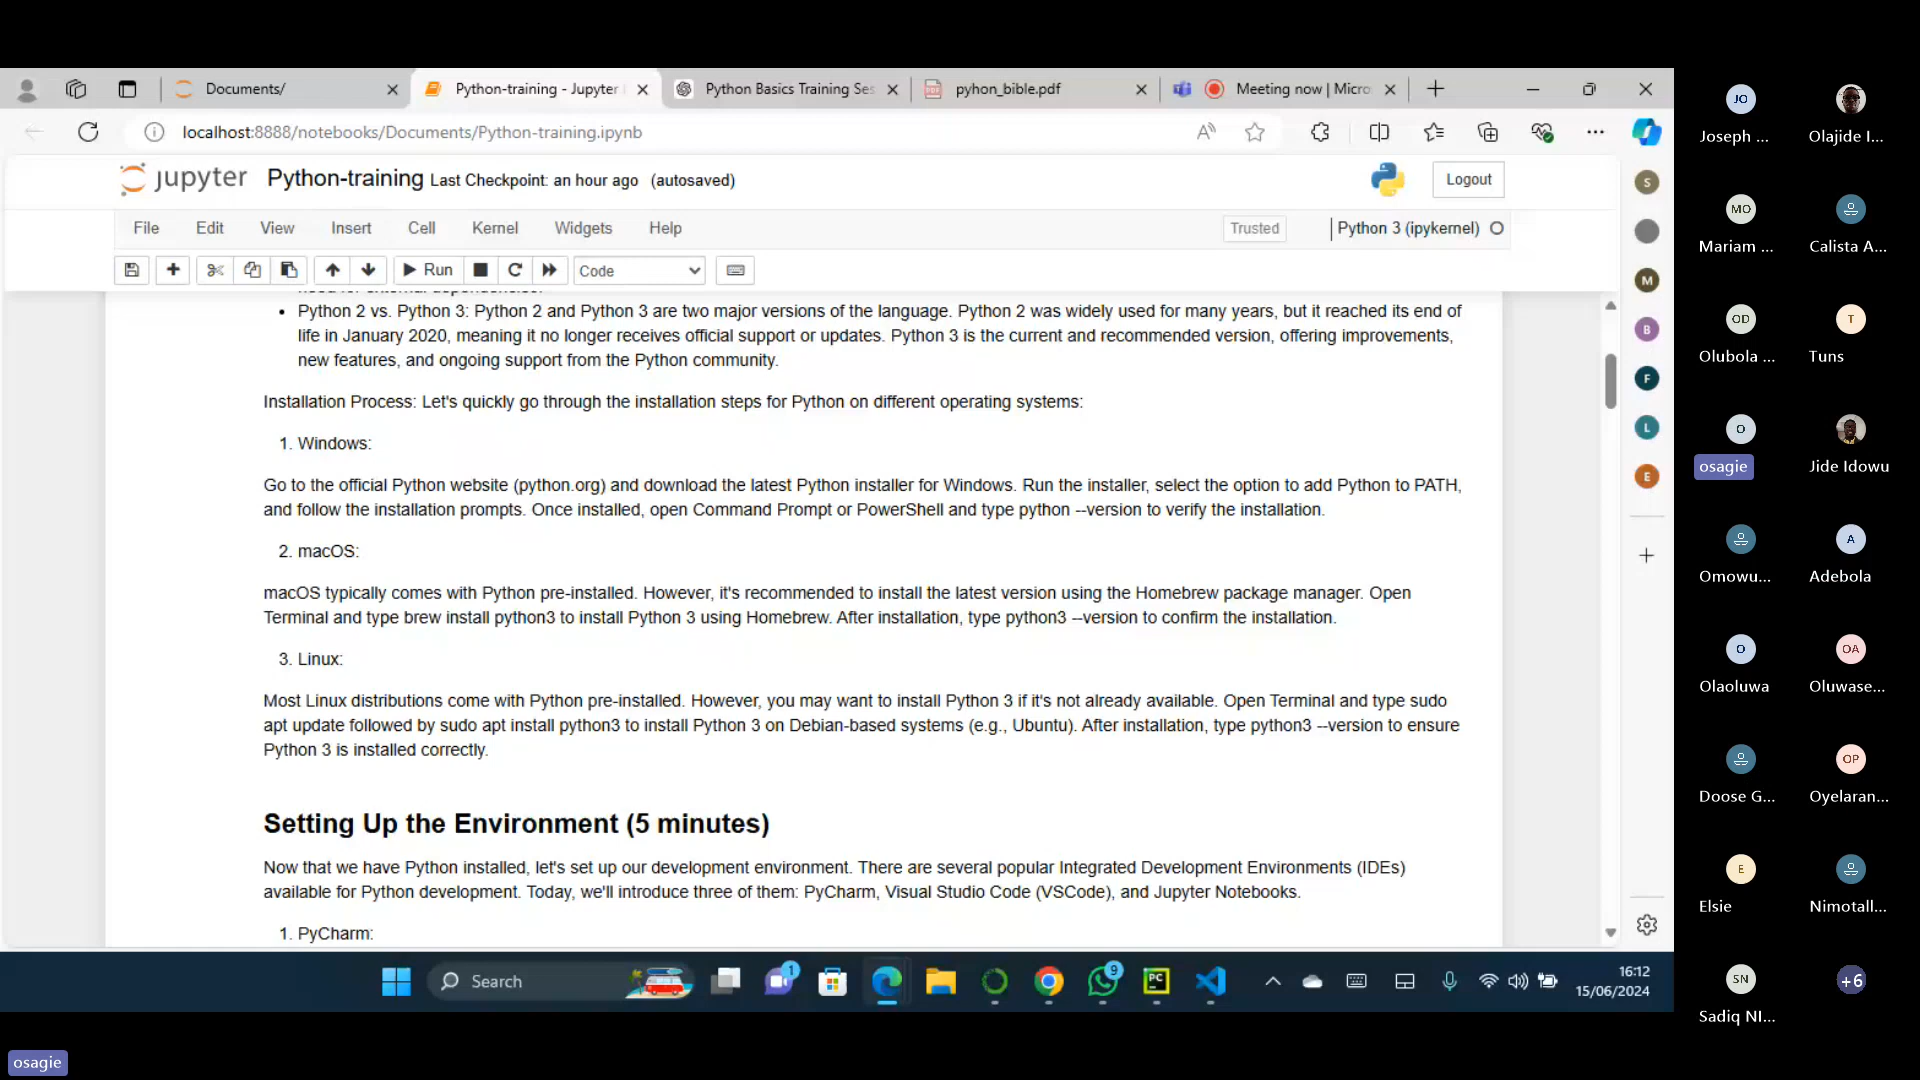 Documents/
Python-training - Jupyter
Python Basics Training Ses
pyhon_bible.pdf
Meeting now | Micro
localhost:8888/notebooks/Documents/Python-training.ipynb
jupyter Python-training Last Checkpoint: an hour ago (autosaved)
Logout
File Edit View Insert Cell Kernel Widgets Help
Trusted
Python 3 (ipykernel)
Run
Code
Python 2 vs. Python 3: Python 2 and Python 3 are two major versions of the language. Python 2 was widely used for many years, but it reached its end of
life in January 2020, meaning it no longer receives official support or updates. Python 3 is the current and recommended version, offering improvements,
new features, and ongoing support from the Python community.
Installation Process: Let's quickly go through the installation steps for Python on different operating systems:
1. Windows:
Go to the official Python website (python.org) and download the latest Python installer for Windows. Run the installer, select the option to add Python to PATH,
and follow the installation prompts. Once installed, open Command Prompt or PowerShell and type python --version to verify the installation.
2. macOS:
macOS typically comes with Python pre-installed. However, it's recommended to install the latest version using the Homebrew package manager. Open
Terminal and type brew install python3 to install Python 3 using Homebrew. After installation, type python3 --version to confirm the installation.
3. Linux:
Most Linux distributions come with Python pre-installed. However, you may want to install Python 3 if it's not already available. Open Terminal and type sudo
apt update followed by sudo apt install python3 to install Python 3 on Debian-based systems (e.g., Ubuntu). After installation, type python3 --version to ensure
Python 3 is installed correctly.
Setting Up the Environment (5 minutes)
Now that we have Python installed, let's set up our development environment. There are several popular Integrated Development Environments (IDEs)
available for Python development. Today, we'll introduce three of them: PyCharm, Visual Studio Code (VSCode), and Jupyter Notebooks.
1. PyCharm:
S
M
B
F
L
E
Search
1
9
PC
16:12
15/06/2024
JO
Joseph ...
Olajide I...
MO
Mariam ...
Calista A...
OD
Olubola ...
T
Tuns
O
osagie
Jide Idowu
Omowu...
A
Adebola
O
Olaoluwa
OA
Oluwase...
Doose G...
OP
Oyelaran...
E
Elsie
Nimotall...
SN
Sadiq NI...
+6
osagie